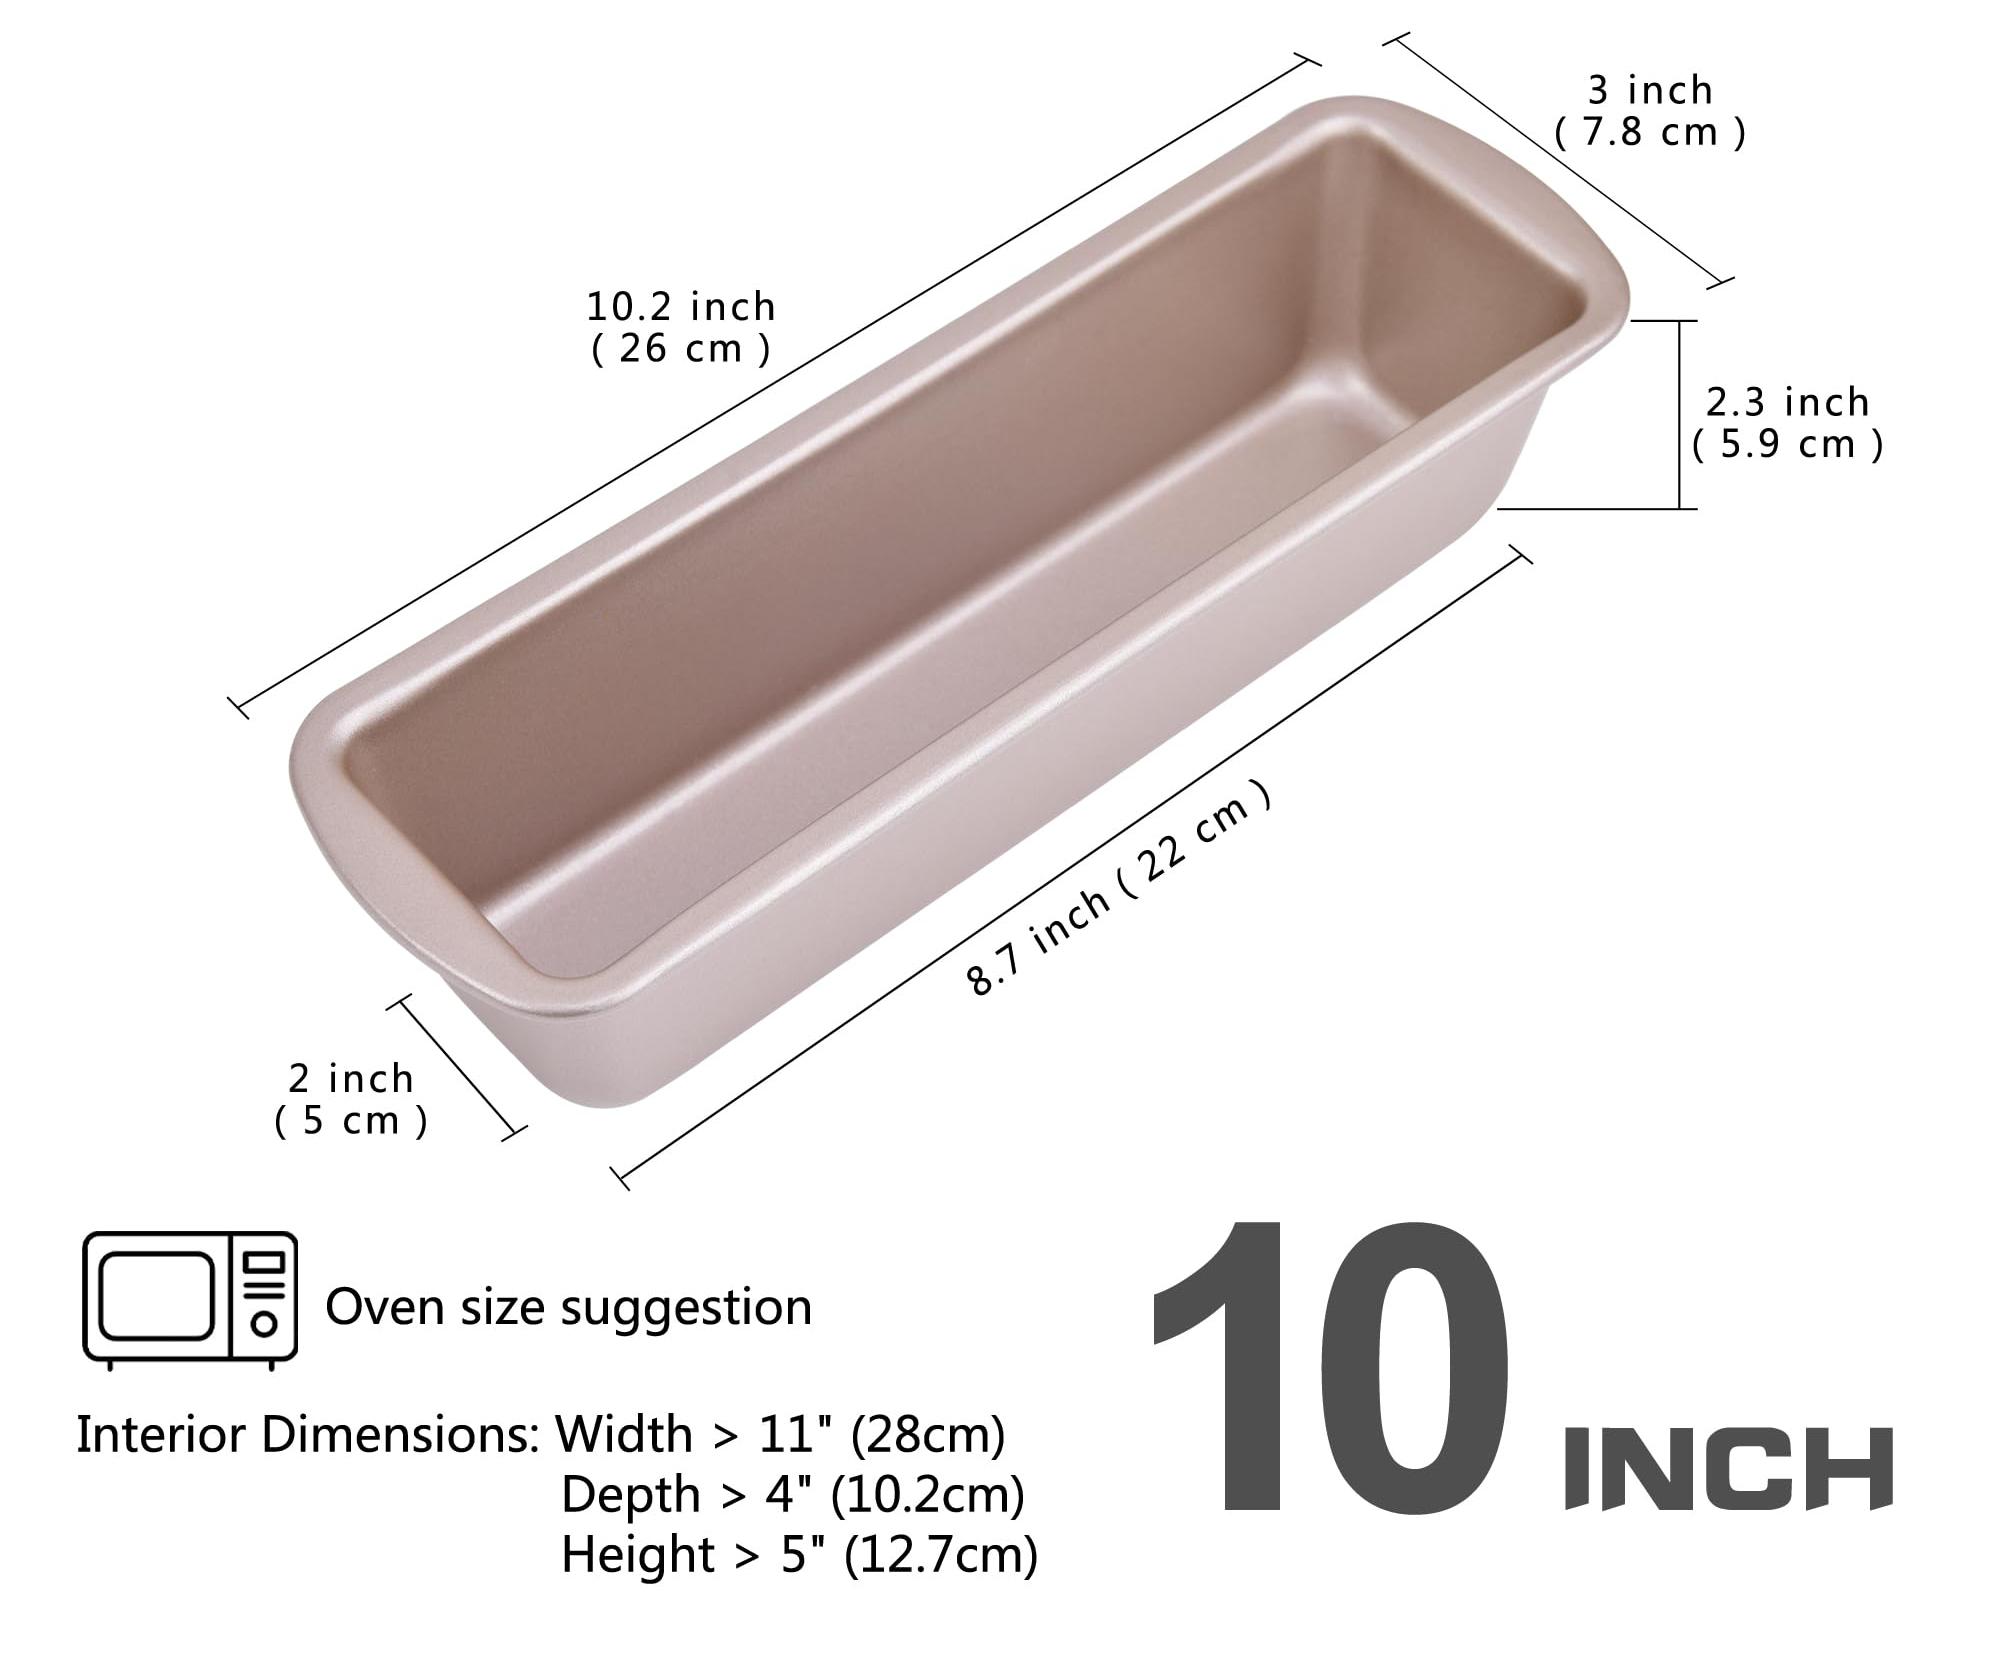 3 inch
( 7.8 cm )
10.2 inch
( 26 cm )
2.3 inch
( 5.9 cm )
8.7 inch ( 22 cm )
2 inch
( 5 cm )
Oven size suggestion
Interior Dimensions: Width > 11" (28cm)
Depth > 4" (10.2cm)
Height > 5" (12.7cm)
10 INCH